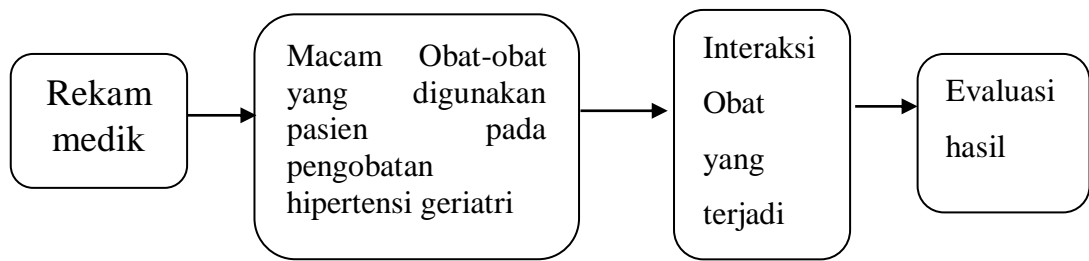 Rekam
medik
Macam Obat-obat
yang digunakan
pasien pada
pengobatan
hipertensi geriatri
Interaksi
Obat
yang
terjadi
Evaluasi
hasil